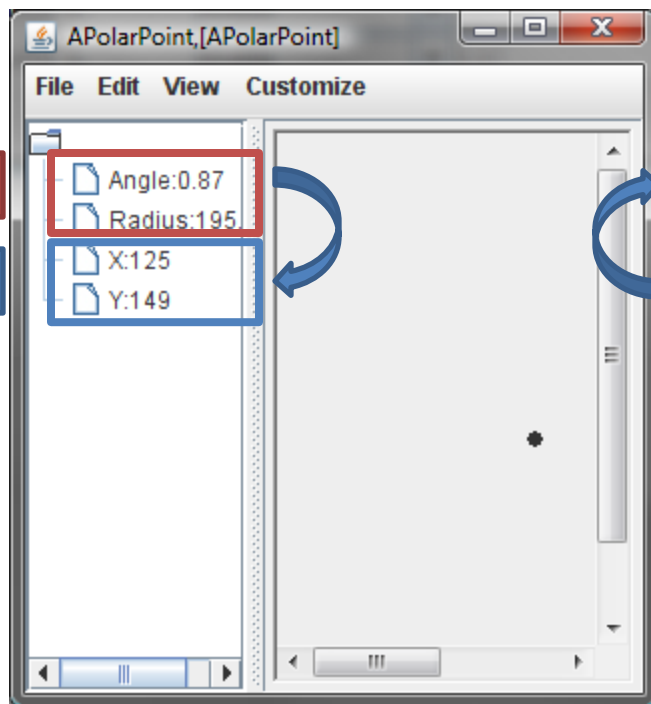 APolarPoint,[APolarPoint]
File Edit View Customize
Angle:0.87
Radius:195
X:125
Y:149